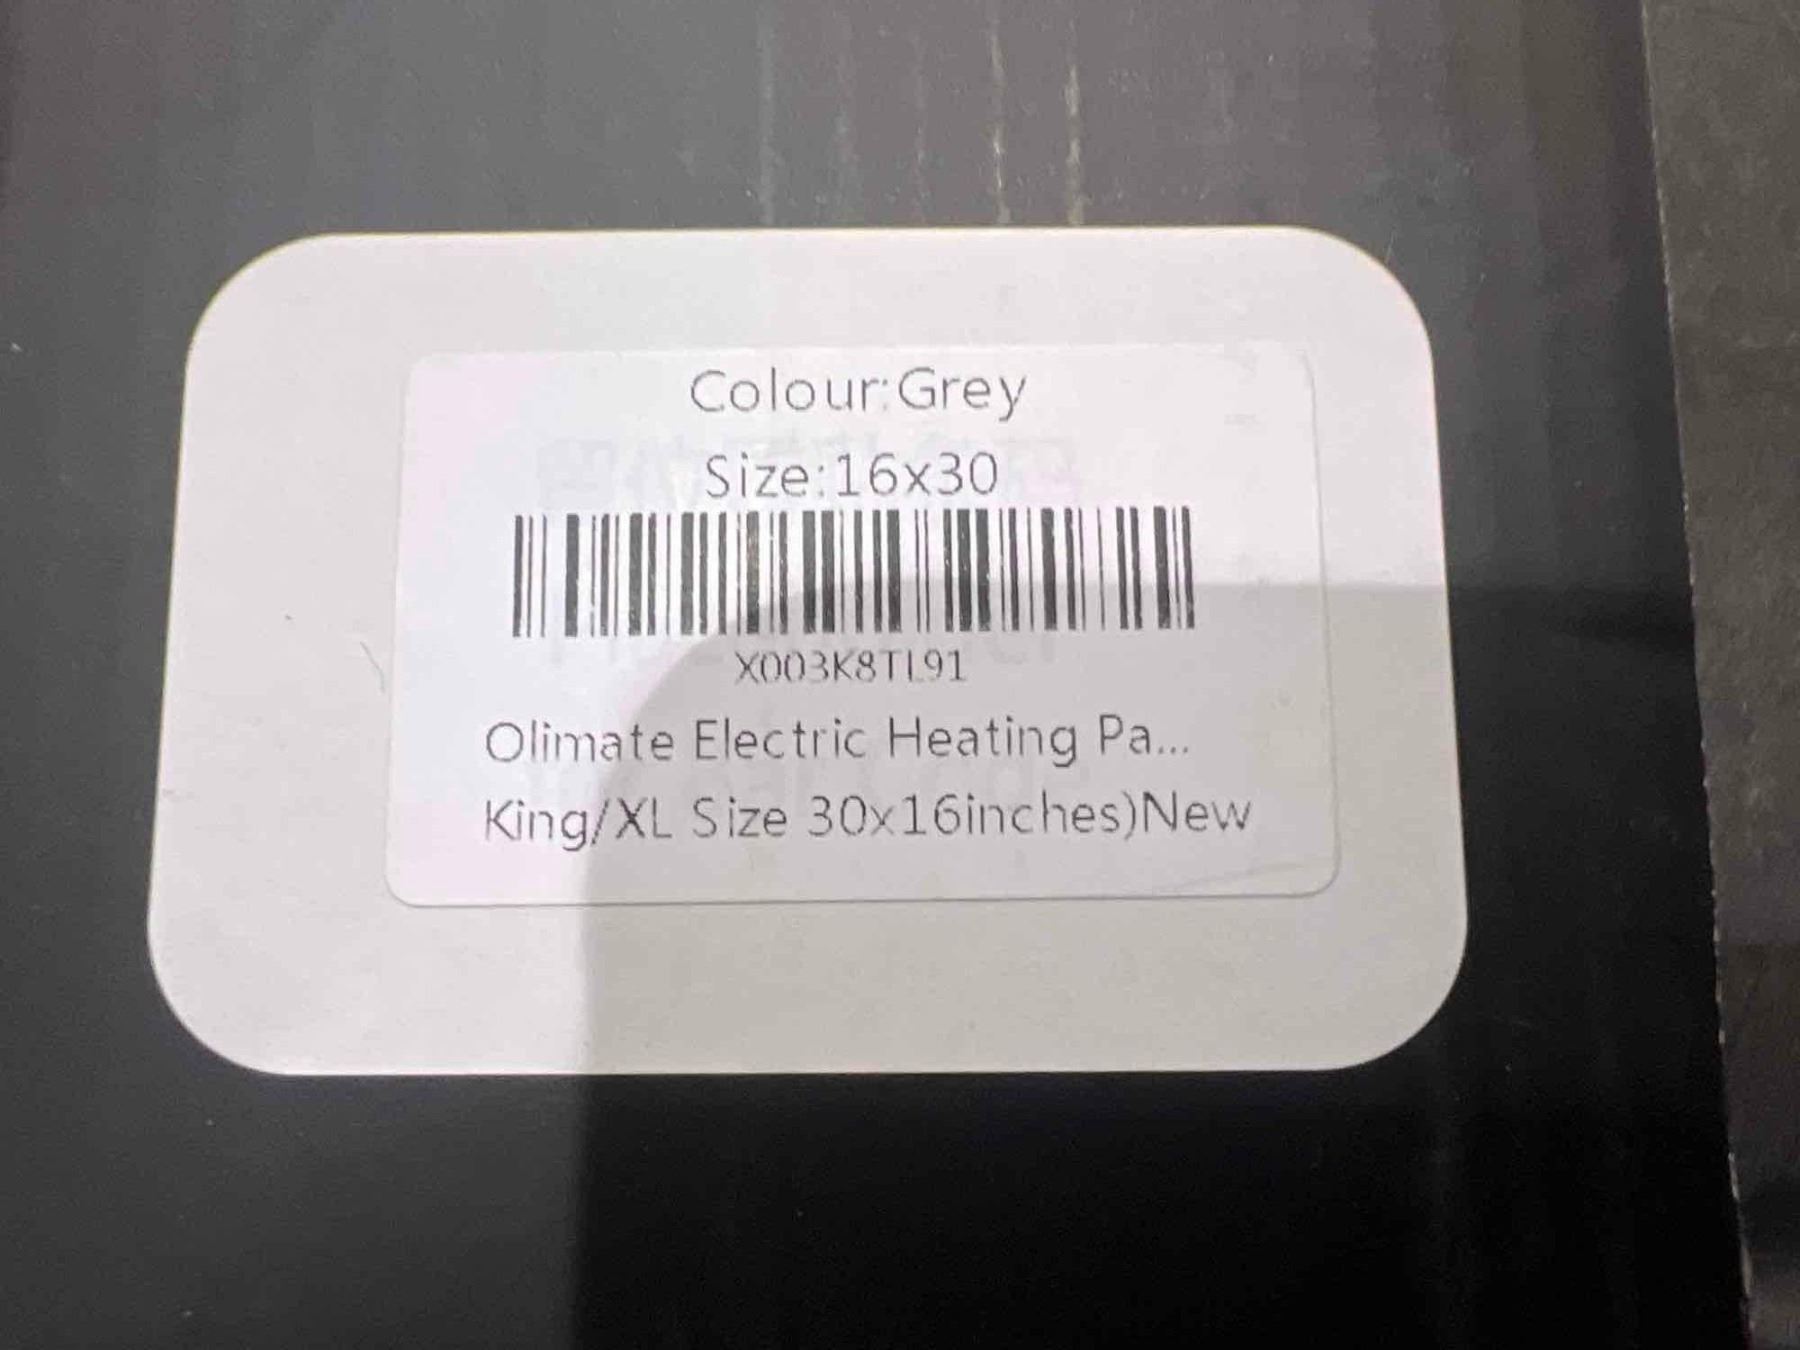 Colour:Grey
Size:16x30
X003K8TL91
Olimate Electric Heating Pa...
King/XL Size 30x16inches)New